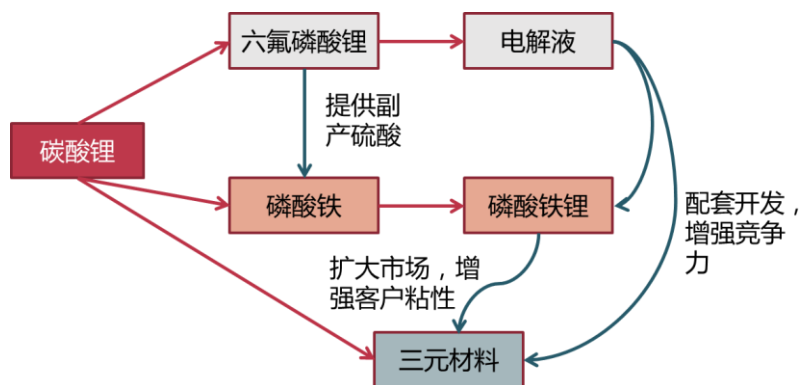 六氟磷酸锂
电解液
提供副
产硫酸
碳酸锂
磷酸铁
磷酸铁锂
配套开发，
增强竞争
力
扩大市场，增
强客户粘性
三元材料